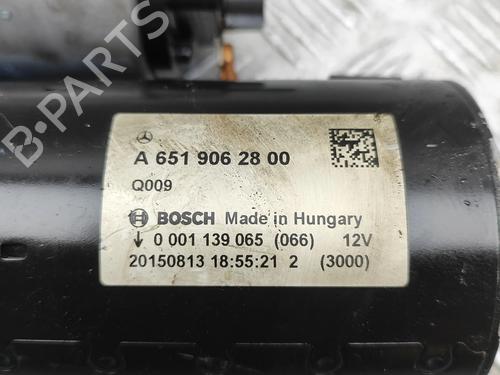 A 651 906 28 00
Q009
BOSCH Made in Hungary
↓ 0 001 139 065 (066) 12V
20150813 18:55:21 2 (3000)